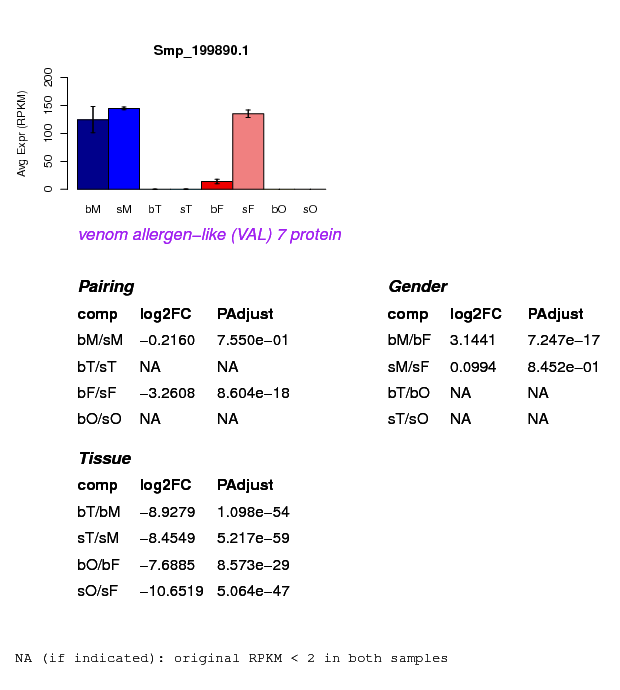 Smp_199890.1
Avg Expr (RPKM)
0 50 100 150 200
bM sM bT sT bF sF bO sO
venom allergen−like (VAL) 7 protein
Pairing
comp log2FC PAdjust
bM/sM −0.2160 7.550e−01
bT/sT NA NA
bF/sF −3.2608 8.604e−18
bO/sO NA NA
Gender
comp log2FC PAdjust
bM/bF 3.1441 7.247e−17
sM/sF 0.0994 8.452e−01
bT/bO NA NA
sT/sO NA NA
Tissue
comp log2FC PAdjust
bT/bM −8.9279 1.098e−54
sT/sM −8.4549 5.217e−59
bO/bF −7.6885 8.573e−29
sO/sF −10.6519 5.064e−47
NA (if indicated): original RPKM < 2 in both samples